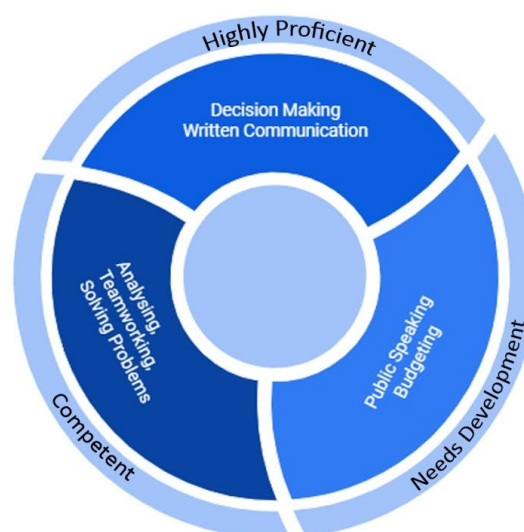 Highly Proficient
Decision Making
Written Communication
Analysing,
Teamworking,
Solving Problems
Public Speaking
Budgeting
Competent
Needs Development